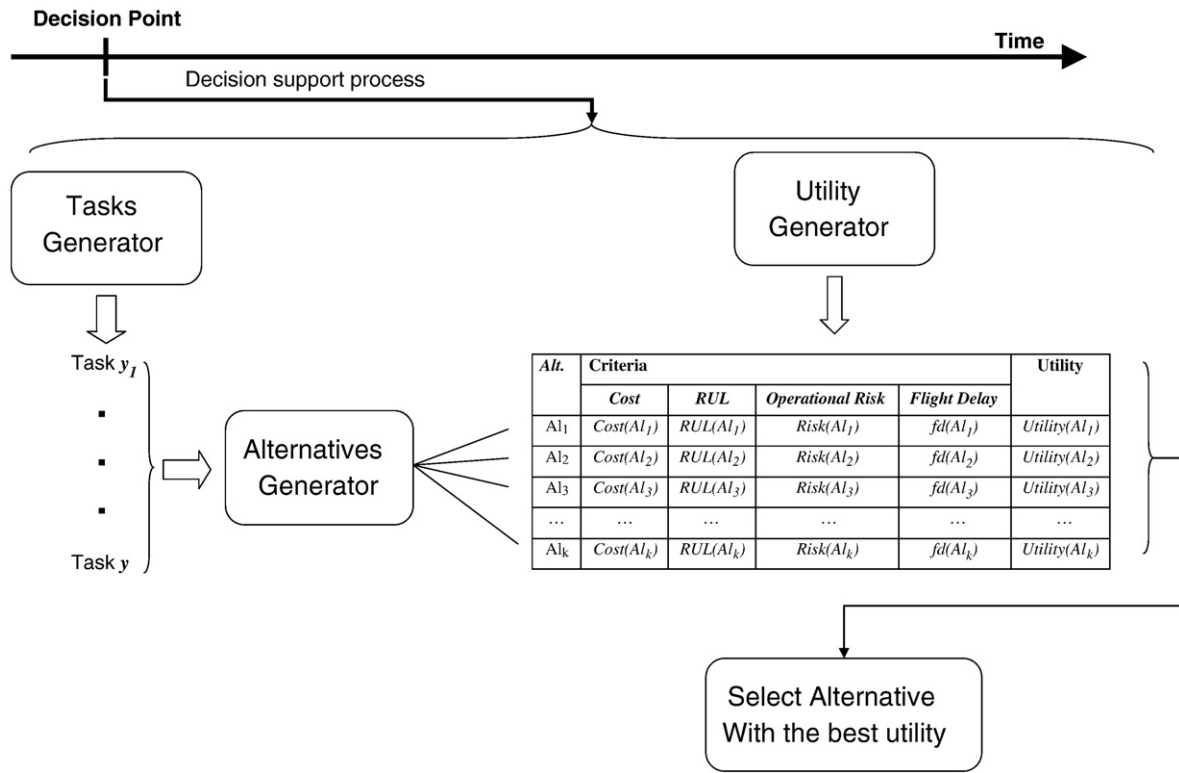 Decision Point
Time
Decision support process
Tasks
Generator
Utility
Generator
Task y1
.
.
.
Task y
Alternatives
Generator
Alt. Criteria Utility
Cost RUL Operational Risk Flight Delay
Al1 Cost(Al1) RUL(Al1) Risk(Al1) fd(Al1) Utility(Al1)
Al2 Cost(Al2) RUL(Al2) Risk(Al2) fd(Al2) Utility(Al2)
Al3 Cost(Al3) RUL(Al3) Risk(Al3) fd(Al3) Utility(Al3)
… … … … … …
Alk Cost(Alk) RUL(Alk) Risk(Alk) fd(Alk) Utility(Alk)
Select Alternative
With the best utility